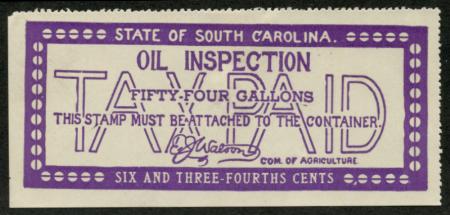 STATE OF SOUTH CAROLINA.
OIL INSPECTION
TAX PAID
FIFTY-FOUR GALLONS
THIS STAMP MUST BE ATTACHED TO THE CONTAINER.
E J Watson
COM. OF AGRICULTURE
SIX AND THREE-FOURTHS CENTS